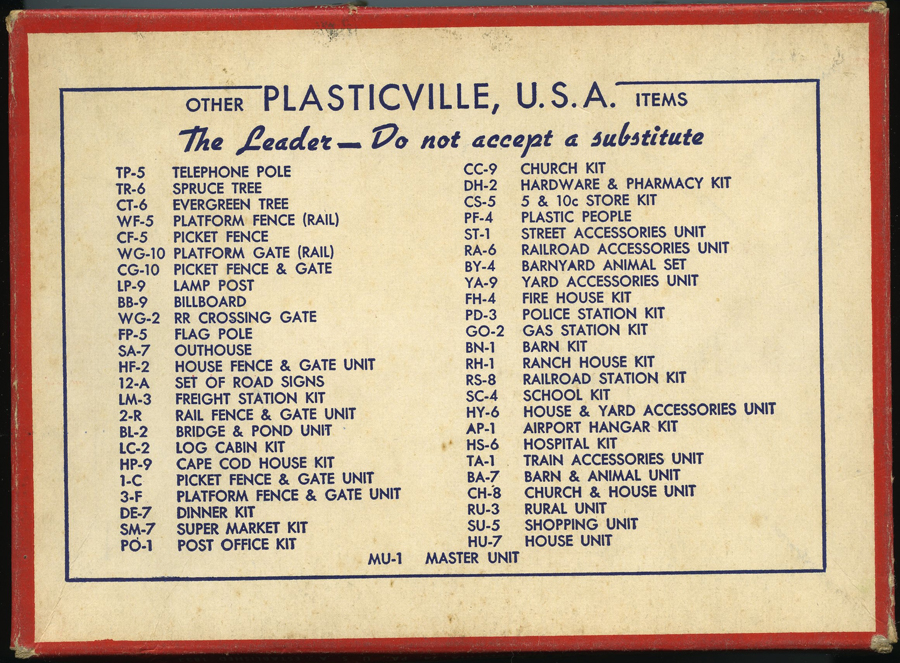 OTHER PLASTICVILLE, U.S.A. ITEMS
The Leader — Do not accept a substitute
TP-5 TELEPHONE POLE
TR-6 SPRUCE TREE
CT-6 EVERGREEN TREE
WF-5 PLATFORM FENCE (RAIL)
CF-5 PICKET FENCE
WG-10 PLATFORM GATE (RAIL)
CG-10 PICKET FENCE & GATE
LP-9 LAMP POST
BB-9 BILLBOARD
WG-2 RR CROSSING GATE
FP-5 FLAG POLE
SA-7 OUTHOUSE
HF-2 HOUSE FENCE & GATE UNIT
12-A SET OF ROAD SIGNS
LM-3 FREIGHT STATION KIT
2-R RAIL FENCE & GATE UNIT
BL-2 BRIDGE & POND UNIT
LC-2 LOG CABIN KIT
HP-9 CAPE COD HOUSE KIT
1-C PICKET FENCE & GATE UNIT
3-F PLATFORM FENCE & GATE UNIT
DE-7 DINNER KIT
SM-7 SUPER MARKET KIT
PO-1 POST OFFICE KIT
CC-9 CHURCH KIT
DH-2 HARDWARE & PHARMACY KIT
CS-5 5 & 10c STORE KIT
PF-4 PLASTIC PEOPLE
ST-1 STREET ACCESSORIES UNIT
RA-6 RAILROAD ACCESSORIES UNIT
BY-4 BARNYARD ANIMAL SET
YA-9 YARD ACCESSORIES UNIT
FH-4 FIRE HOUSE KIT
PD-3 POLICE STATION KIT
GO-2 GAS STATION KIT
BN-1 BARN KIT
RH-1 RANCH HOUSE KIT
RS-8 RAILROAD STATION KIT
SC-4 SCHOOL KIT
HY-6 HOUSE & YARD ACCESSORIES UNIT
AP-1 AIRPORT HANGAR KIT
HS-6 HOSPITAL KIT
TA-1 TRAIN ACCESSORIES UNIT
BA-7 BARN & ANIMAL UNIT
CH-8 CHURCH & HOUSE UNIT
RU-3 RURAL UNIT
SU-5 SHOPPING UNIT
HU-7 HOUSE UNIT
MU-1 MASTER UNIT